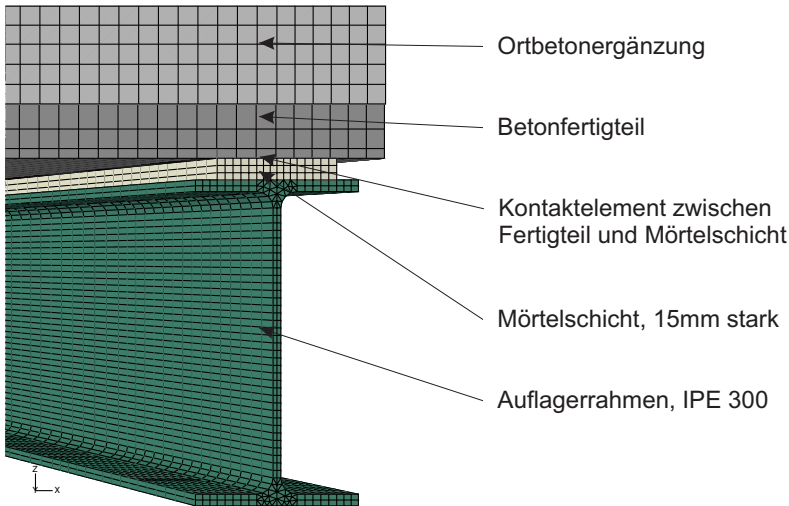 Ortbetonergänzung
Betonfertigteil
Kontaktelement zwischen
Fertigteil und Mörtelschicht
Mörtelschicht, 15mm stark
Auflagerrahmen, IPE 300
Z
Y
X